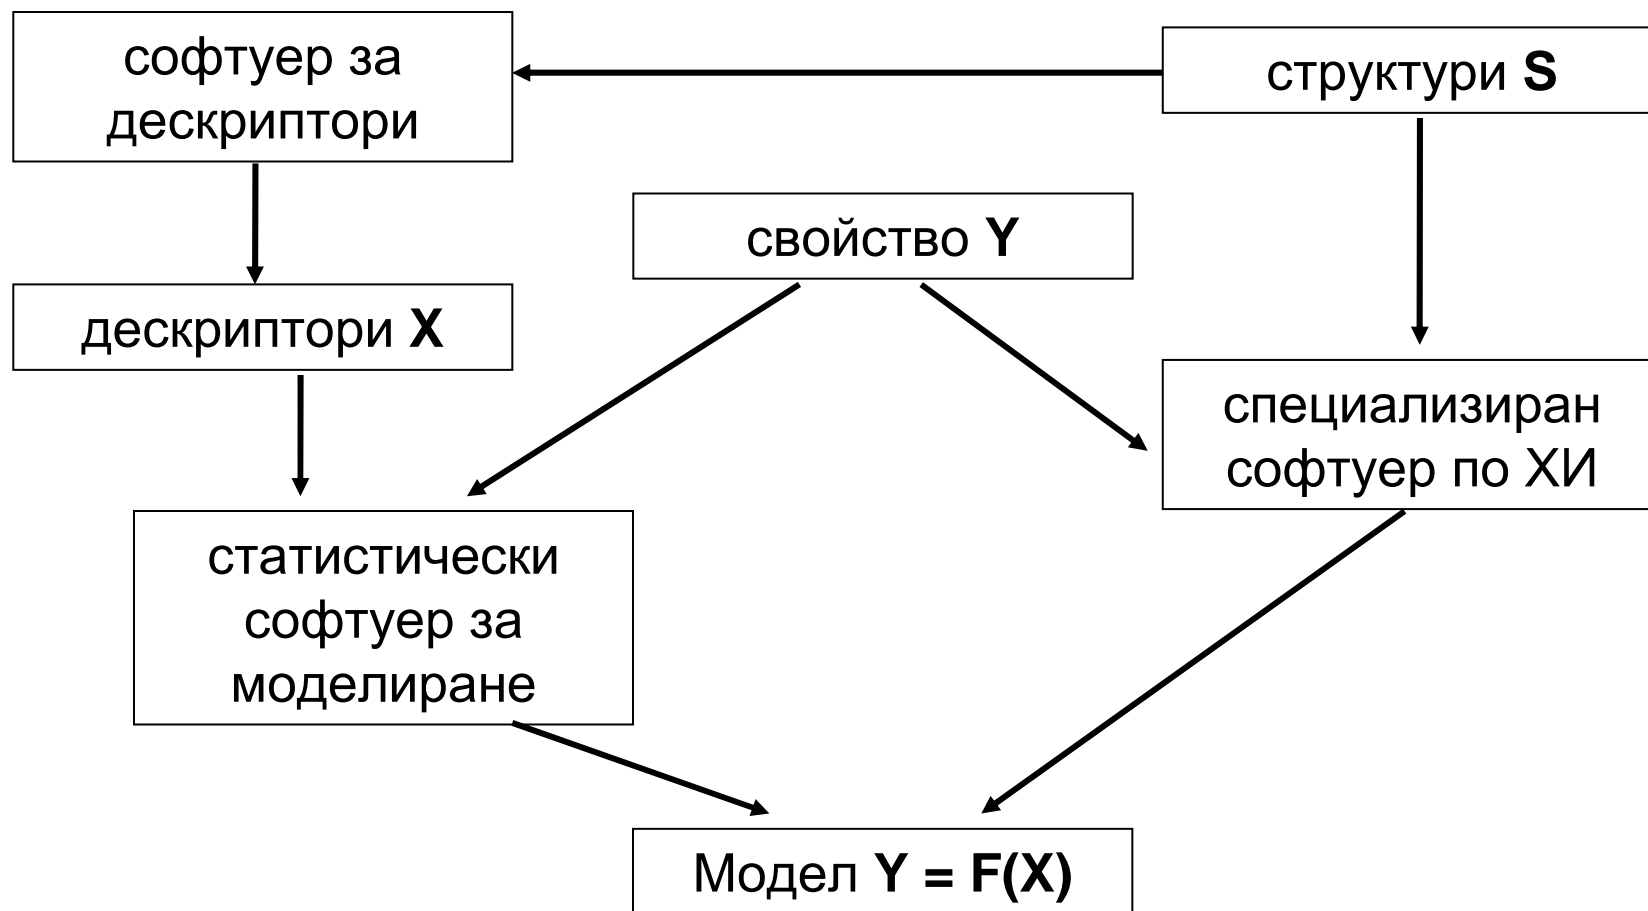 софтуер за
дескриптори
структури S
свойство Y
дескриптори X
специализиран
софтуер по ХИ
статистически
софтуер за
моделиране
Модел Y = F(X)